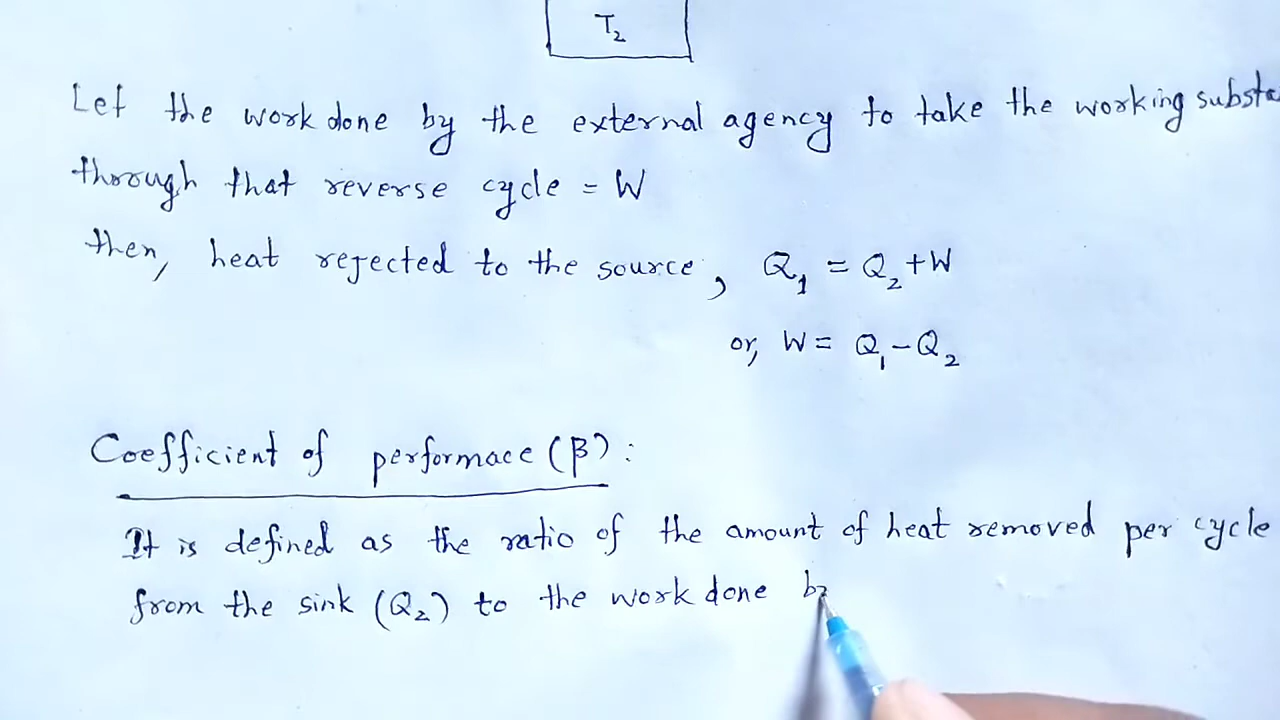 T₂
Let the work done by the external agency to take the working substa
through that reverse cycle = W
then, heat rejected to the source, Q₁ = Q₂ + W
or, W = Q₁ - Q₂
Coefficient of performace (β) :
It is defined as the ratio of the amount of heat removed per cycle
from the sink (Q₂) to the work done by